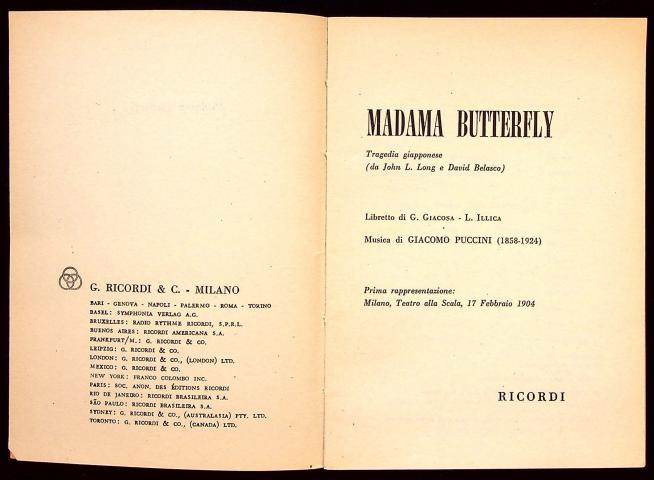 G. RICORDI & C. - MILANO
BARI - GENOVA - NAPOLI - PALERMO - ROMA - TORINO
BASEL: SYMPHONIA VERLAG A.G.
BRUXELLES: RADIO RYTHME RICORDI, S.P.R.L.
BUENOS AIRES: RICORDI AMERICANA S.A.
FRANKFURT/M.: G. RICORDI & CO.
LEIPZIG: G. RICORDI & CO.
LONDON: G. RICORDI & CO., (LONDON) LTD.
MEXICO: G. RICORDI & CO.
NEW YORK: FRANCO COLOMBO INC.
PARIS: SOC. ANON. DES ÉDITIONS RICORDI
RIO DE JANEIRO: RICORDI BRASILEIRA S.A.
SÃO PAULO: RICORDI BRASILEIRA S.A.
SYDNEY: G. RICORDI & CO., (AUSTRALASIA) PTY. LTD.
TORONTO: G. RICORDI & CO., (CANADA) LTD.
MADAMA BUTTERFLY
Tragedia giapponese
(da John L. Long e David Belasco)
Libretto di G. GIACOSA - L. ILLICA
Musica di GIACOMO PUCCINI (1858-1924)
Prima rappresentazione:
Milano, Teatro alla Scala, 17 Febbraio 1904
RICORDI